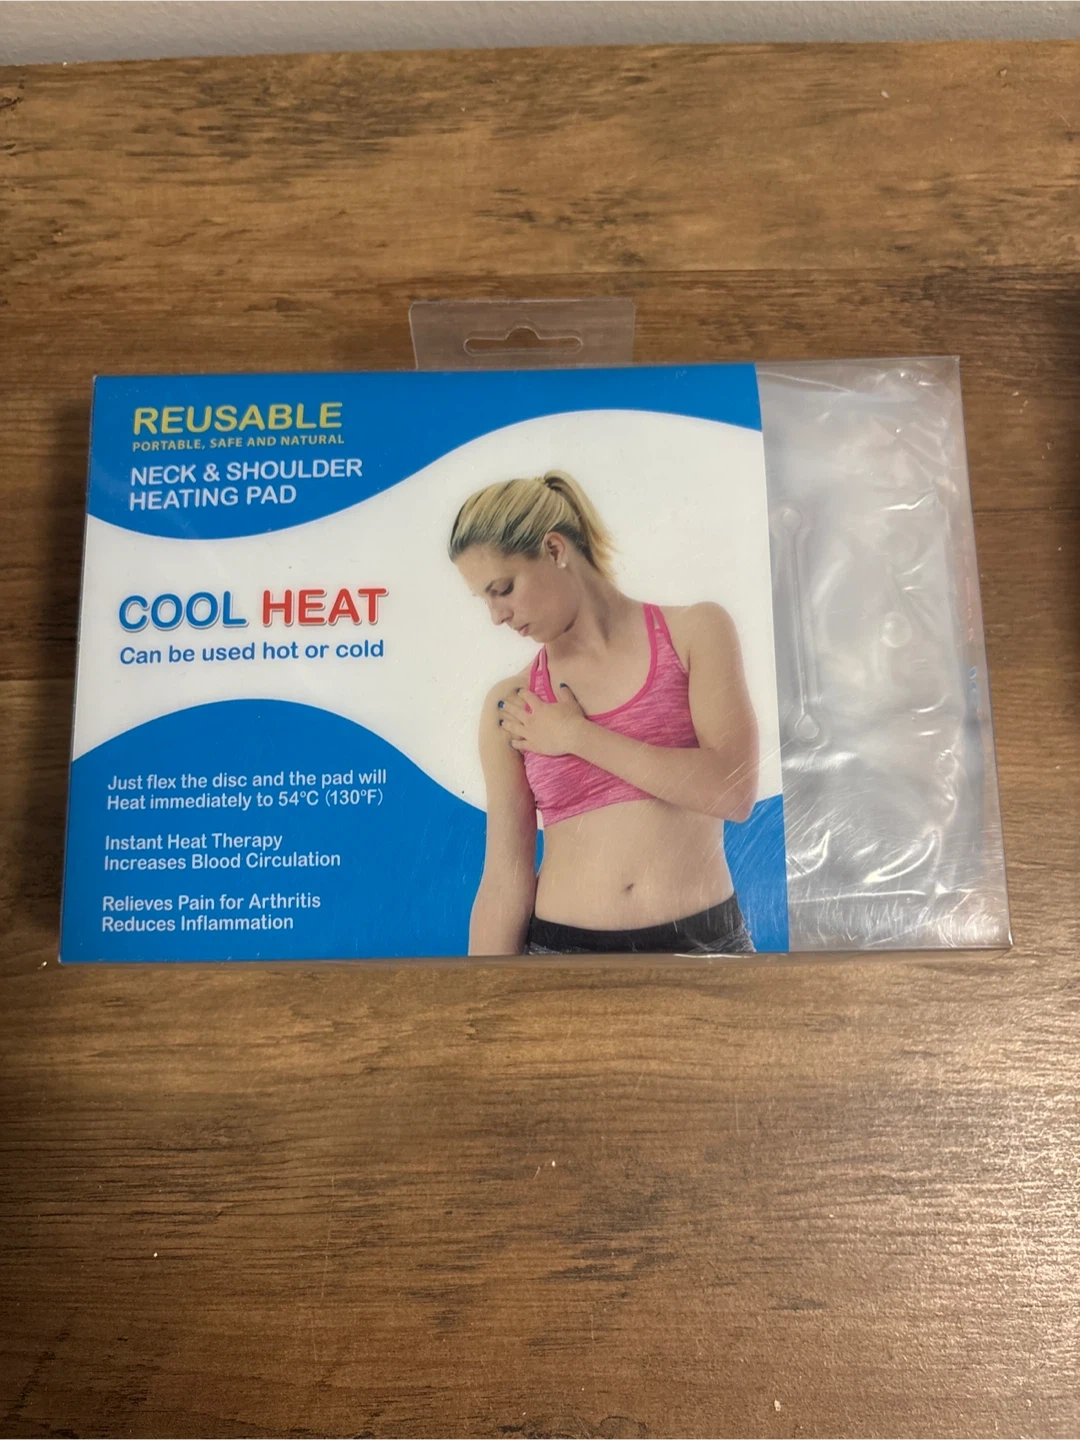 REUSABLE
PORTABLE, SAFE AND NATURAL
NECK & SHOULDER
HEATING PAD
COOL HEAT
Can be used hot or cold
Just flex the disc and the pad will
Heat immediately to 54°C (130°F)
Instant Heat Therapy
Increases Blood Circulation
Relieves Pain for Arthritis
Reduces Inflammation